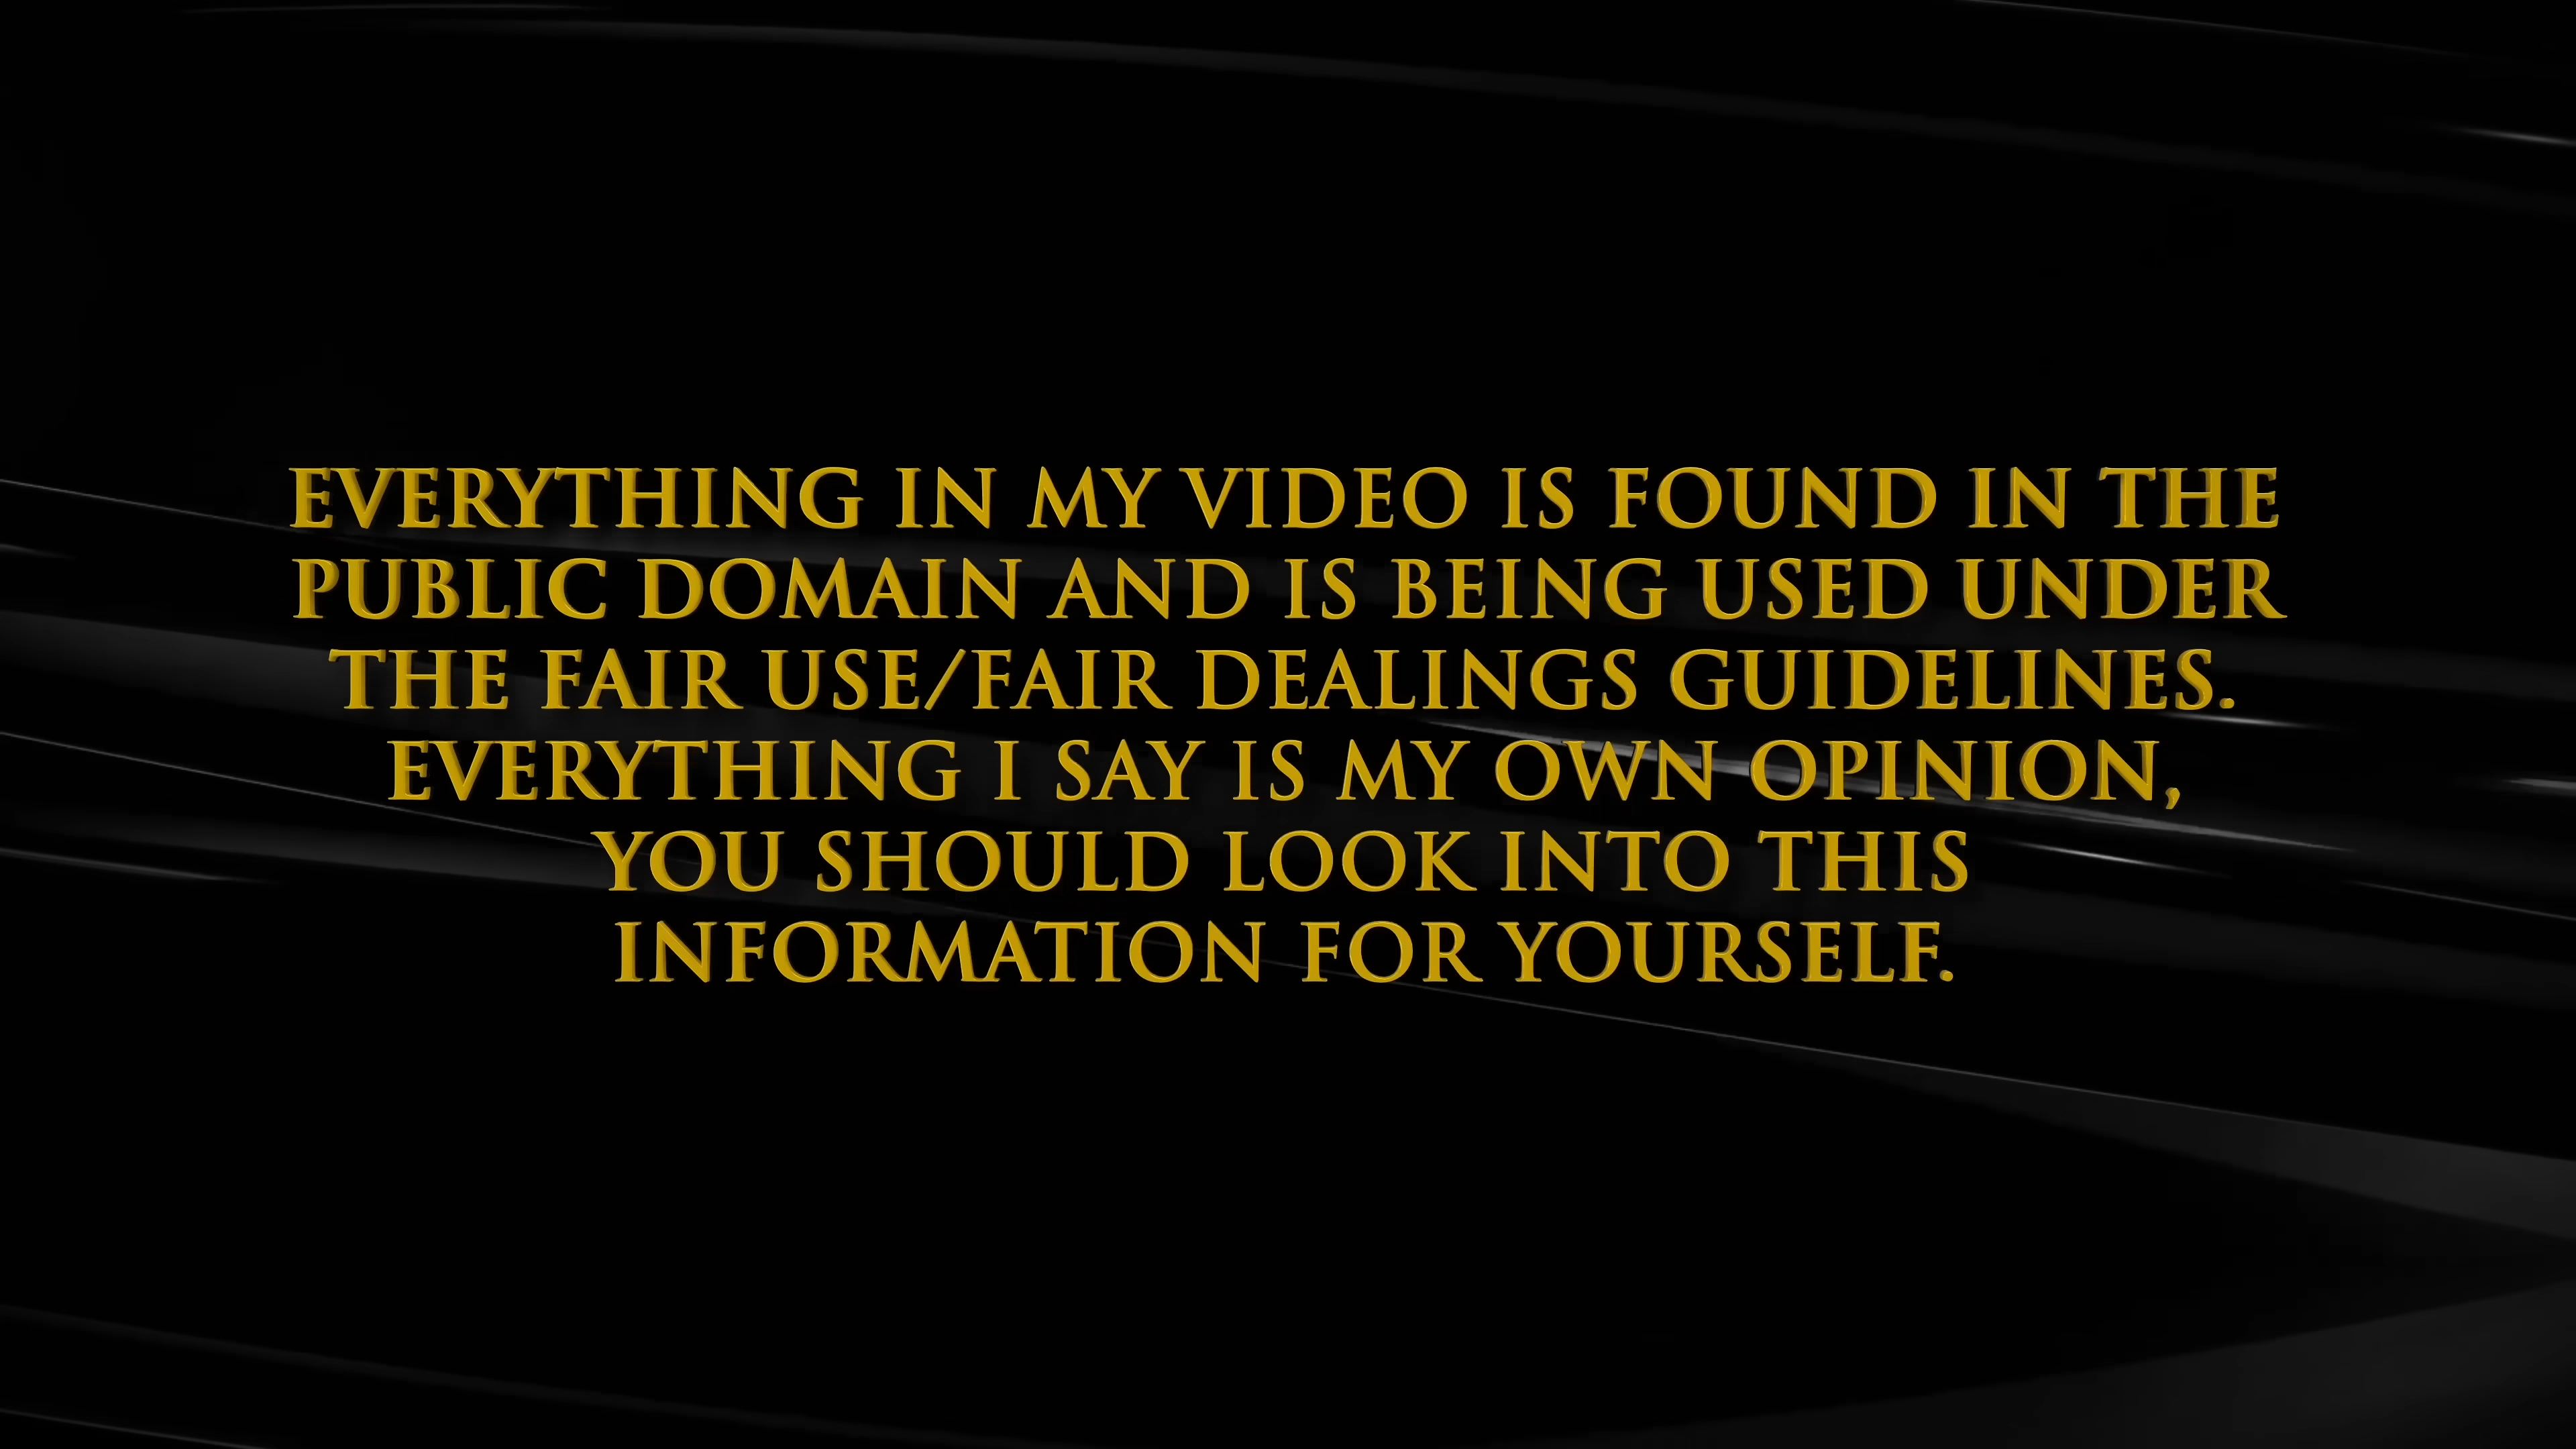 EVERYTHING IN MY VIDEO IS FOUND IN THE
PUBLIC DOMAIN AND IS BEING USED UNDER
THE FAIR USE/FAIR DEALINGS GUIDELINES.
EVERYTHING I SAY IS MY OWN OPINION,
YOU SHOULD LOOK INTO THIS
INFORMATION FOR YOURSELF.